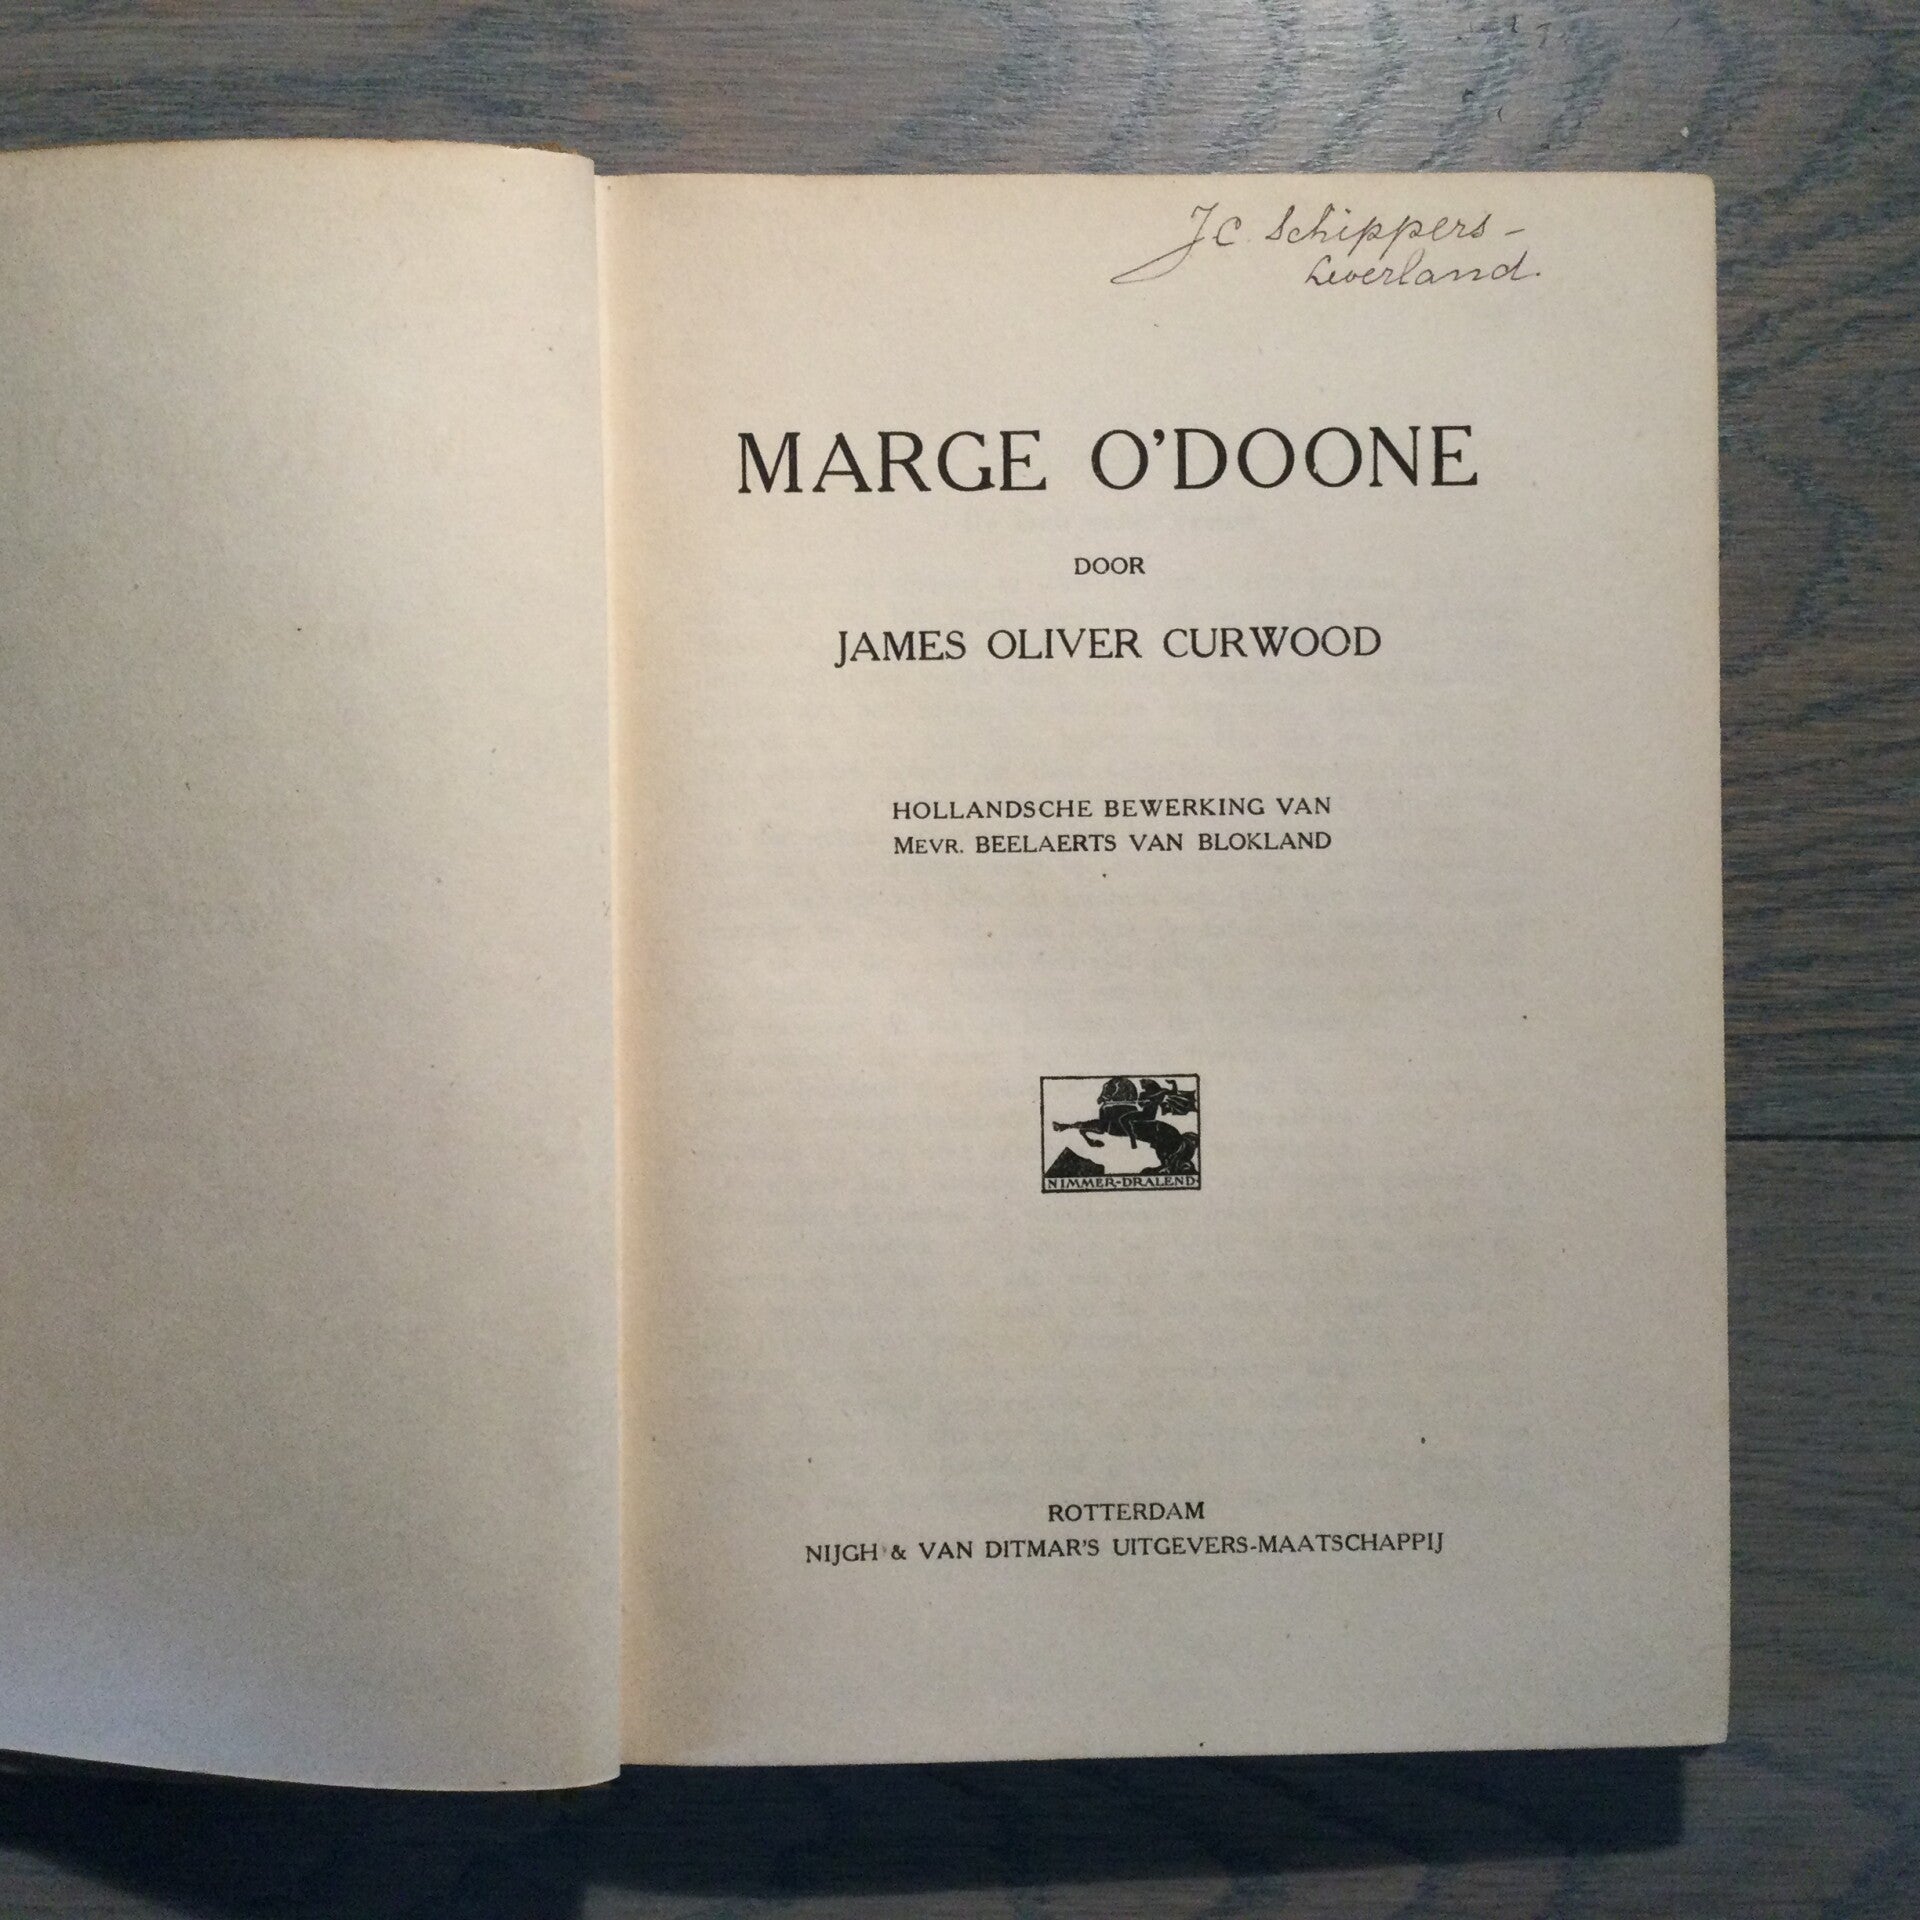 J C Schippers -
Leverland.
MARGE O'DOONE
DOOR
JAMES OLIVER CURWOOD
HOLLANDSCHE BEWERKING VAN
MEVR. BEELAERTS VAN BLOKLAND
NIMMER-DRALEND
ROTTERDAM
NIJGH & VAN DITMAR'S UITGEVERS-MAATSCHAPPIJ